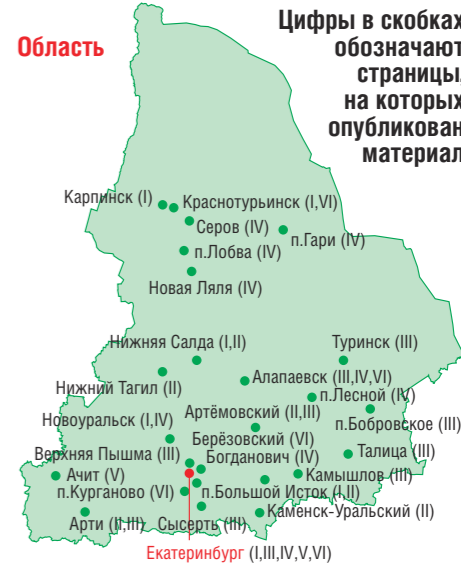 Область
Цифры в скобках
обозначают
страницы,
на которых
опубликован
материал
Карпинск (I)
Краснотурьинск (I,VI)
Серов (IV)
п.Гари (IV)
п.Лобва (IV)
Новая Ляля (IV)
Нижняя Салда (I,II)
Туринск (III)
Нижний Тагил (II)
Алапаевск (III,IV,VI)
п.Лесной (IV)
Новоуральск (I,IV)
Артёмовский (II,III)
п.Бобровское (III)
Берёзовский (VI)
Верхняя Пышма (III)
Богданович (IV)
Талица (III)
Ачит (V)
Камышлов (III)
п.Курганово (VI)
п.Большой Исток (I,II)
Арти (II,III)
Сысерть (III)
Каменск-Уральский (II)
Екатеринбург (I,III,IV,V,VI)